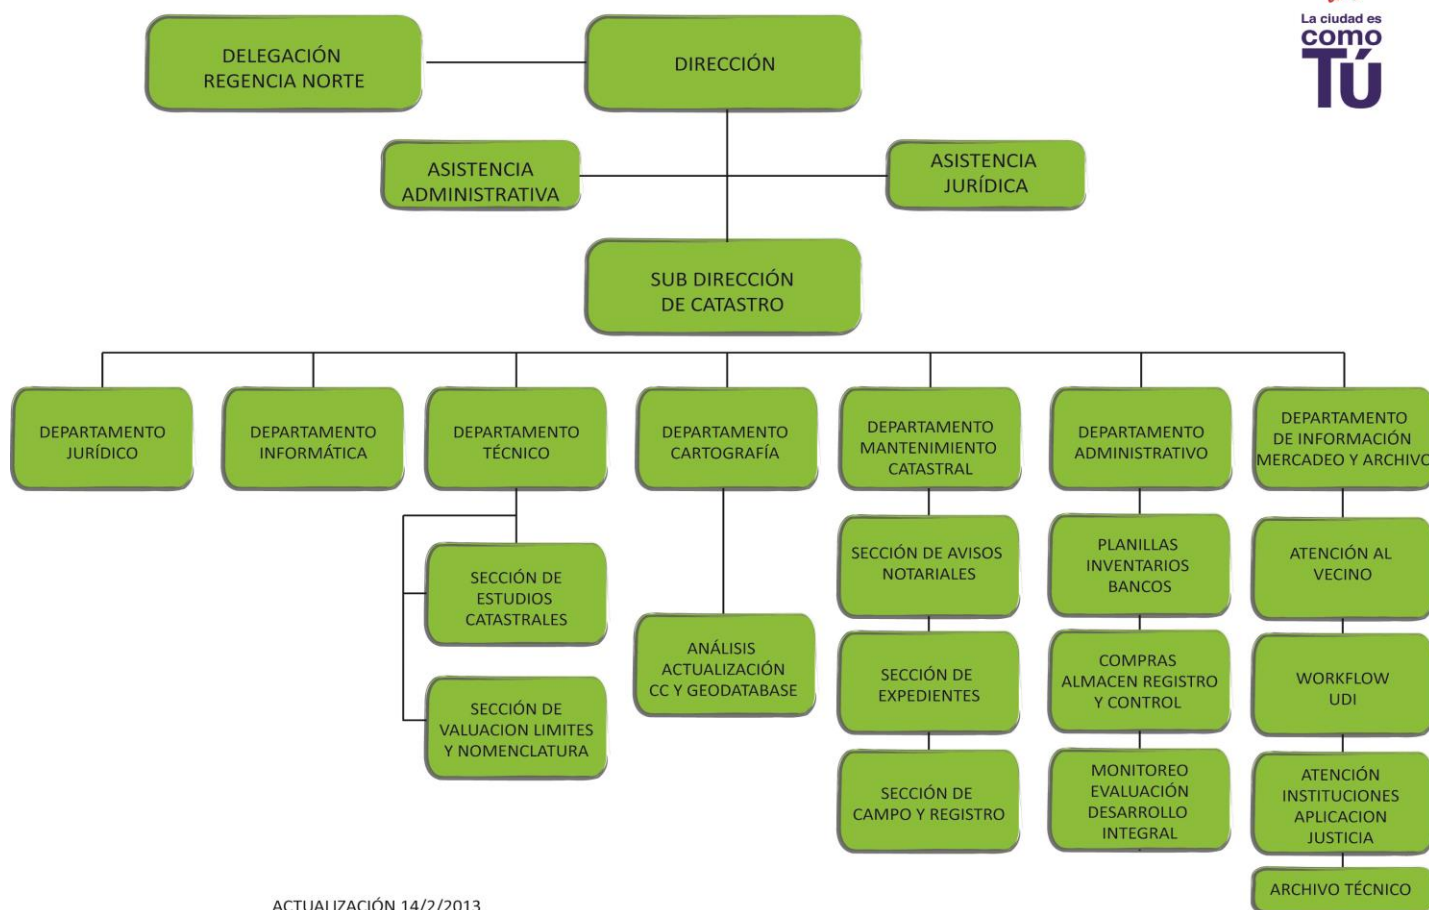 La ciudad es
como
Tú
DELEGACIÓN
REGENCIA NORTE
DIRECCIÓN
ASISTENCIA
ADMINISTRATIVA
ASISTENCIA
JURÍDICA
SUB DIRECCIÓN
DE CATASTRO
DEPARTAMENTO
JURÍDICO
DEPARTAMENTO
INFORMÁTICA
DEPARTAMENTO
TÉCNICO
DEPARTAMENTO
CARTOGRAFÍA
DEPARTAMENTO
MANTENIMIENTO
CATASTRAL
DEPARTAMENTO
ADMINISTRATIVO
DEPARTAMENTO
DE INFORMACIÓN
MERCADEO Y ARCHIVO
SECCIÓN DE
ESTUDIOS
CATASTRALES
SECCIÓN DE
VALUACION LIMITES
Y NOMENCLATURA
ANÁLISIS
ACTUALIZACIÓN
CC Y GEODATABASE
SECCIÓN DE AVISOS
NOTARIALES
SECCIÓN DE
EXPEDIENTES
SECCIÓN DE
CAMPO Y REGISTRO
PLANILLAS
INVENTARIOS
BANCOS
COMPRAS
ALMACEN REGISTRO
Y CONTROL
MONITOREO
EVALUACIÓN
DESARROLLO
INTEGRAL
ATENCIÓN AL
VECINO
WORKFLOW
UDI
ATENCIÓN
INSTITUCIONES
APLICACION
JUSTICIA
ARCHIVO TÉCNICO
ACTUALIZACIÓN 14/2/2013